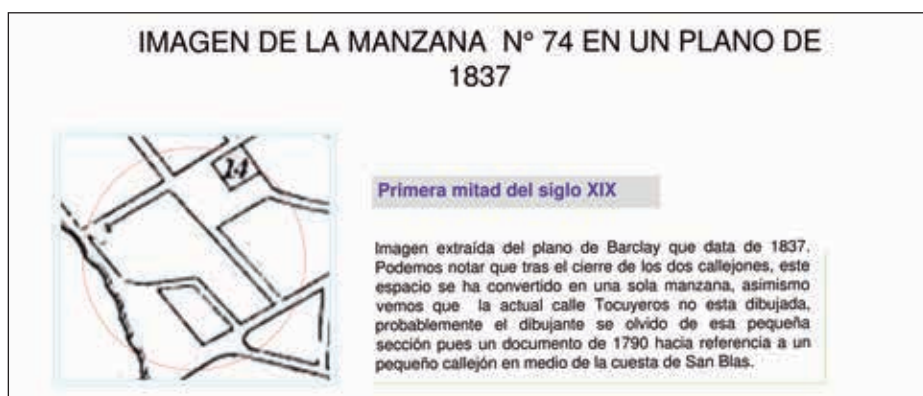 IMAGEN DE LA MANZANA N° 74 EN UN PLANO DE
1837
14
Primera mitad del siglo XIX
Imagen extraída del plano de Barclay que data de 1837.
Podemos notar que tras el cierre de los dos callejones, este
espacio se ha convertido en una sola manzana, asimismo
vemos que la actual calle Tocuyeros no esta dibujada,
probablemente el dibujante se olvido de esa pequeña
sección pues un documento de 1790 hacia referencia a un
pequeño callejón en medio de la cuesta de San Blas.